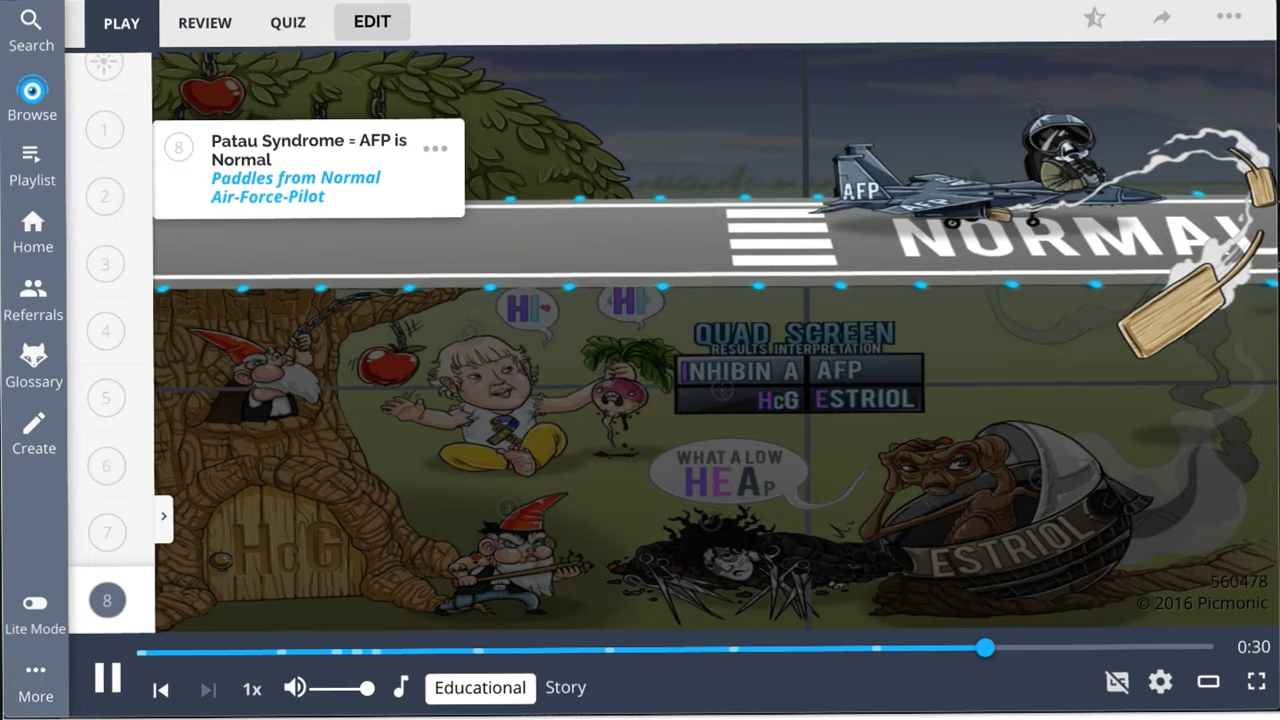 PLAY
REVIEW
QUIZ
EDIT
Search
Browse
Playlist
Home
Referrals
Glossary
Create
Lite Mode
More
1
2
3
4
5
6
7
8
8
Patau Syndrome = AFP is
Normal
Paddles from Normal
Air-Force-Pilot
AFP
AFP
NORMAL
HI
HI
QUAD SCREEN
RESULTS INTERPRETATION
INHIBIN A AFP
HcG ESTRIOL
WHAT A LOW
HEAP
HcG
ESTRIOL
560478
© 2016 Picmonic
0:30
1x
Educational
Story